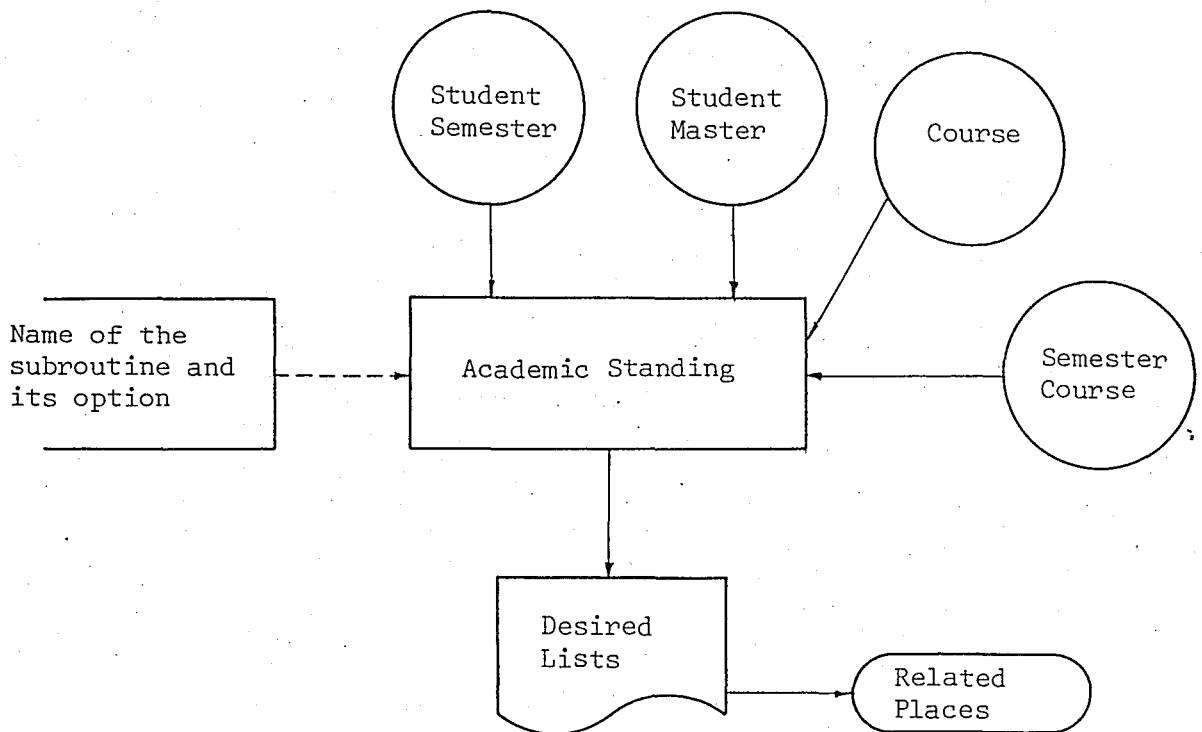 Student
Semester
Student
Master
Course
Name of the
subroutine and
its option
Academic Standing
Semester
Course
Desired
Lists
Related
Places